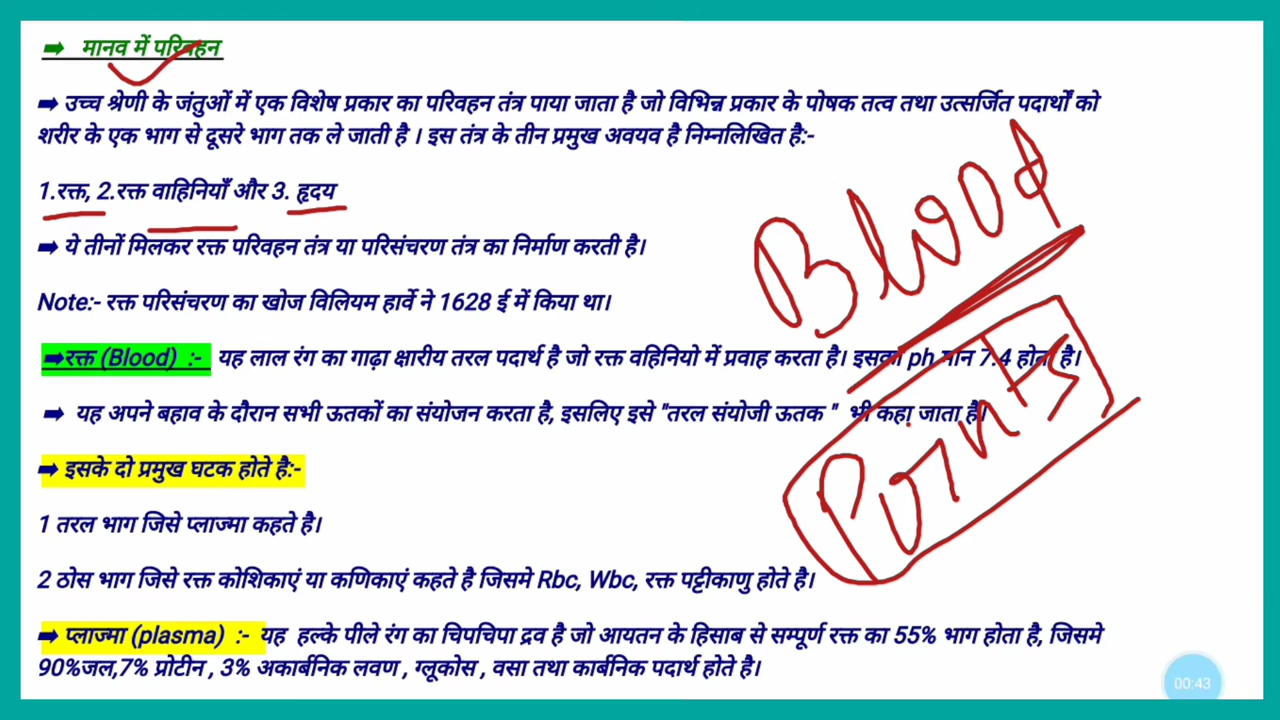 ➡ मानव में परिवहन
➡ उच्च श्रेणी के जंतुओं में एक विशेष प्रकार का परिवहन तंत्र पाया जाता है जो विभिन्न प्रकार के पोषक तत्व तथा उत्सर्जित पदार्थों को
शरीर के एक भाग से दूसरे भाग तक ले जाती है । इस तंत्र के तीन प्रमुख अवयव है निम्नलिखित है:-
1.रक्त, 2.रक्त वाहिनियाँ और 3. हृदय
➡ ये तीनों मिलकर रक्त परिवहन तंत्र या परिसंचरण तंत्र का निर्माण करती है।
Note:- रक्त परिसंचरण का खोज विलियम हार्वे ने 1628 ई में किया था।
➡रक्त (Blood) :- यह लाल रंग का गाढ़ा क्षारीय तरल पदार्थ है जो रक्त वहिनियो में प्रवाह करता है। इसका ph मान 7.4 होता है।
➡ यह अपने बहाव के दौरान सभी ऊतकों का संयोजन करता है, इसलिए इसे "तरल संयोजी ऊतक " भी कहा जाता है।
➡ इसके दो प्रमुख घटक होते है:-
1 तरल भाग जिसे प्लाज्मा कहते है।
2 ठोस भाग जिसे रक्त कोशिकाएं या कणिकाएं कहते है जिसमे Rbc, Wbc, रक्त पट्टीकाणु होते है।
➡ प्लाज्मा (plasma) :- यह हल्के पीले रंग का चिपचिपा द्रव है जो आयतन के हिसाब से सम्पूर्ण रक्त का 55% भाग होता है, जिसमे
90%जल,7% प्रोटीन , 3% अकार्बनिक लवण , ग्लूकोस , वसा तथा कार्बनिक पदार्थ होते है।
Blood
Points
00:43